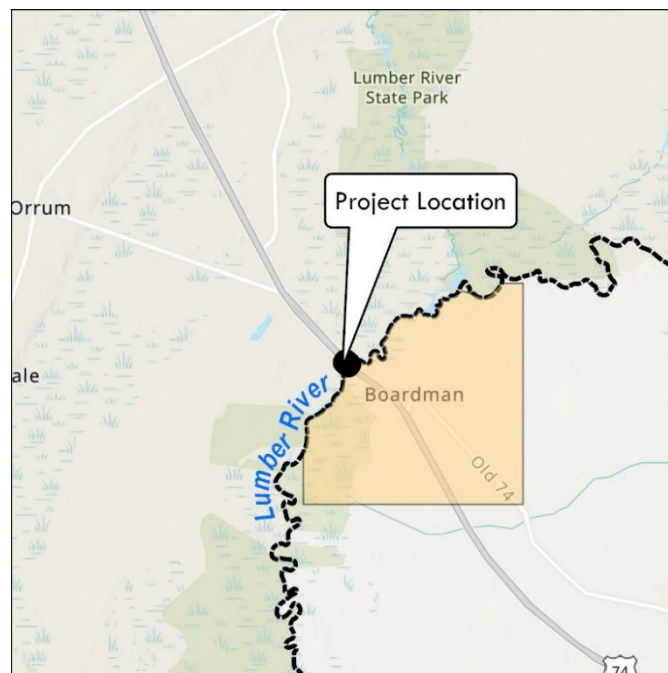 Lumber River
State Park
Project Location
Orrum
ale
Boardman
Lumber River
Old 74
74